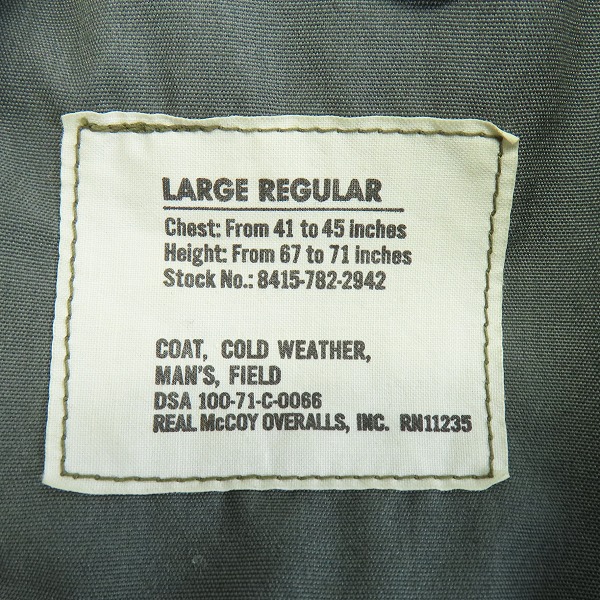 LARGE REGULAR
Chest: From 41 to 45 inches
Height: From 67 to 71 inches
Stock No.: 8415-782-2942
COAT, COLD WEATHER,
MAN'S, FIELD
DSA 100-71-C-0066
REAL McCOY OVERALLS, INC. RN11235